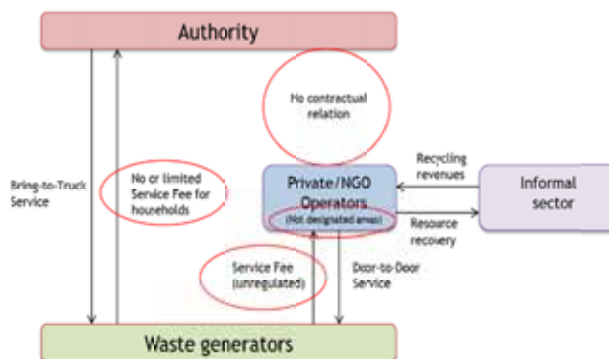 Authority
No contractual
relation
Bring-to-Truck
Service
No or limited
Service Fee for
households
Private/NGO
Operators
(Not designated areas)
Recycling
revenues
Informal
sector
Resource
recovery
Service Fee
(unregulated)
Door-to-Door
Service
Waste generators